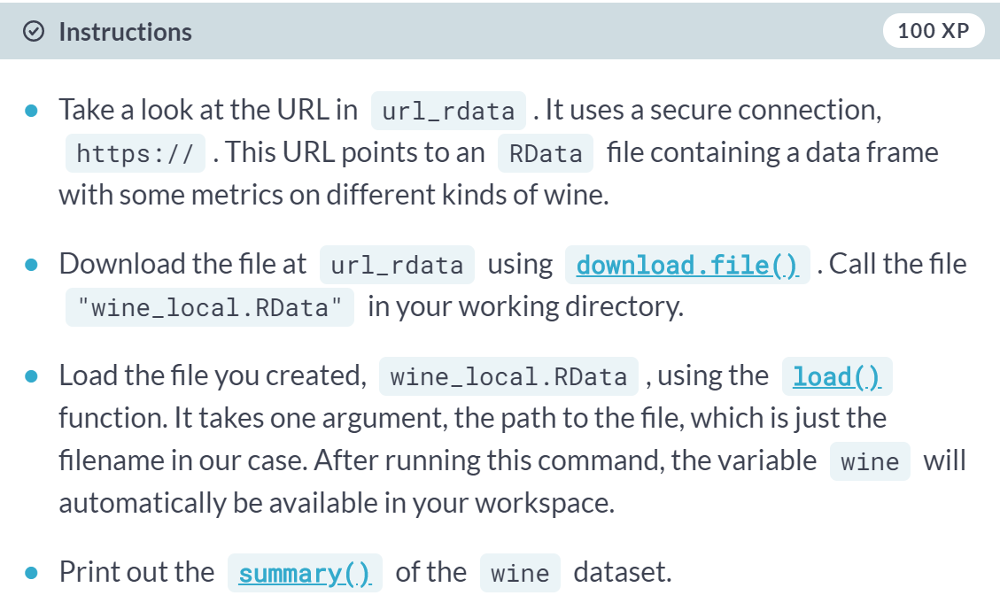 Instructions 100 XP
Take a look at the URL in url_rdata . It uses a secure connection,
https:// . This URL points to an RData file containing a data frame
with some metrics on different kinds of wine.
Download the file at url_rdata using download.file() . Call the file
"wine_local.RData" in your working directory.
Load the file you created, wine_local.RData , using the load()
function. It takes one argument, the path to the file, which is just the
filename in our case. After running this command, the variable wine will
automatically be available in your workspace.
Print out the summary() of the wine dataset.